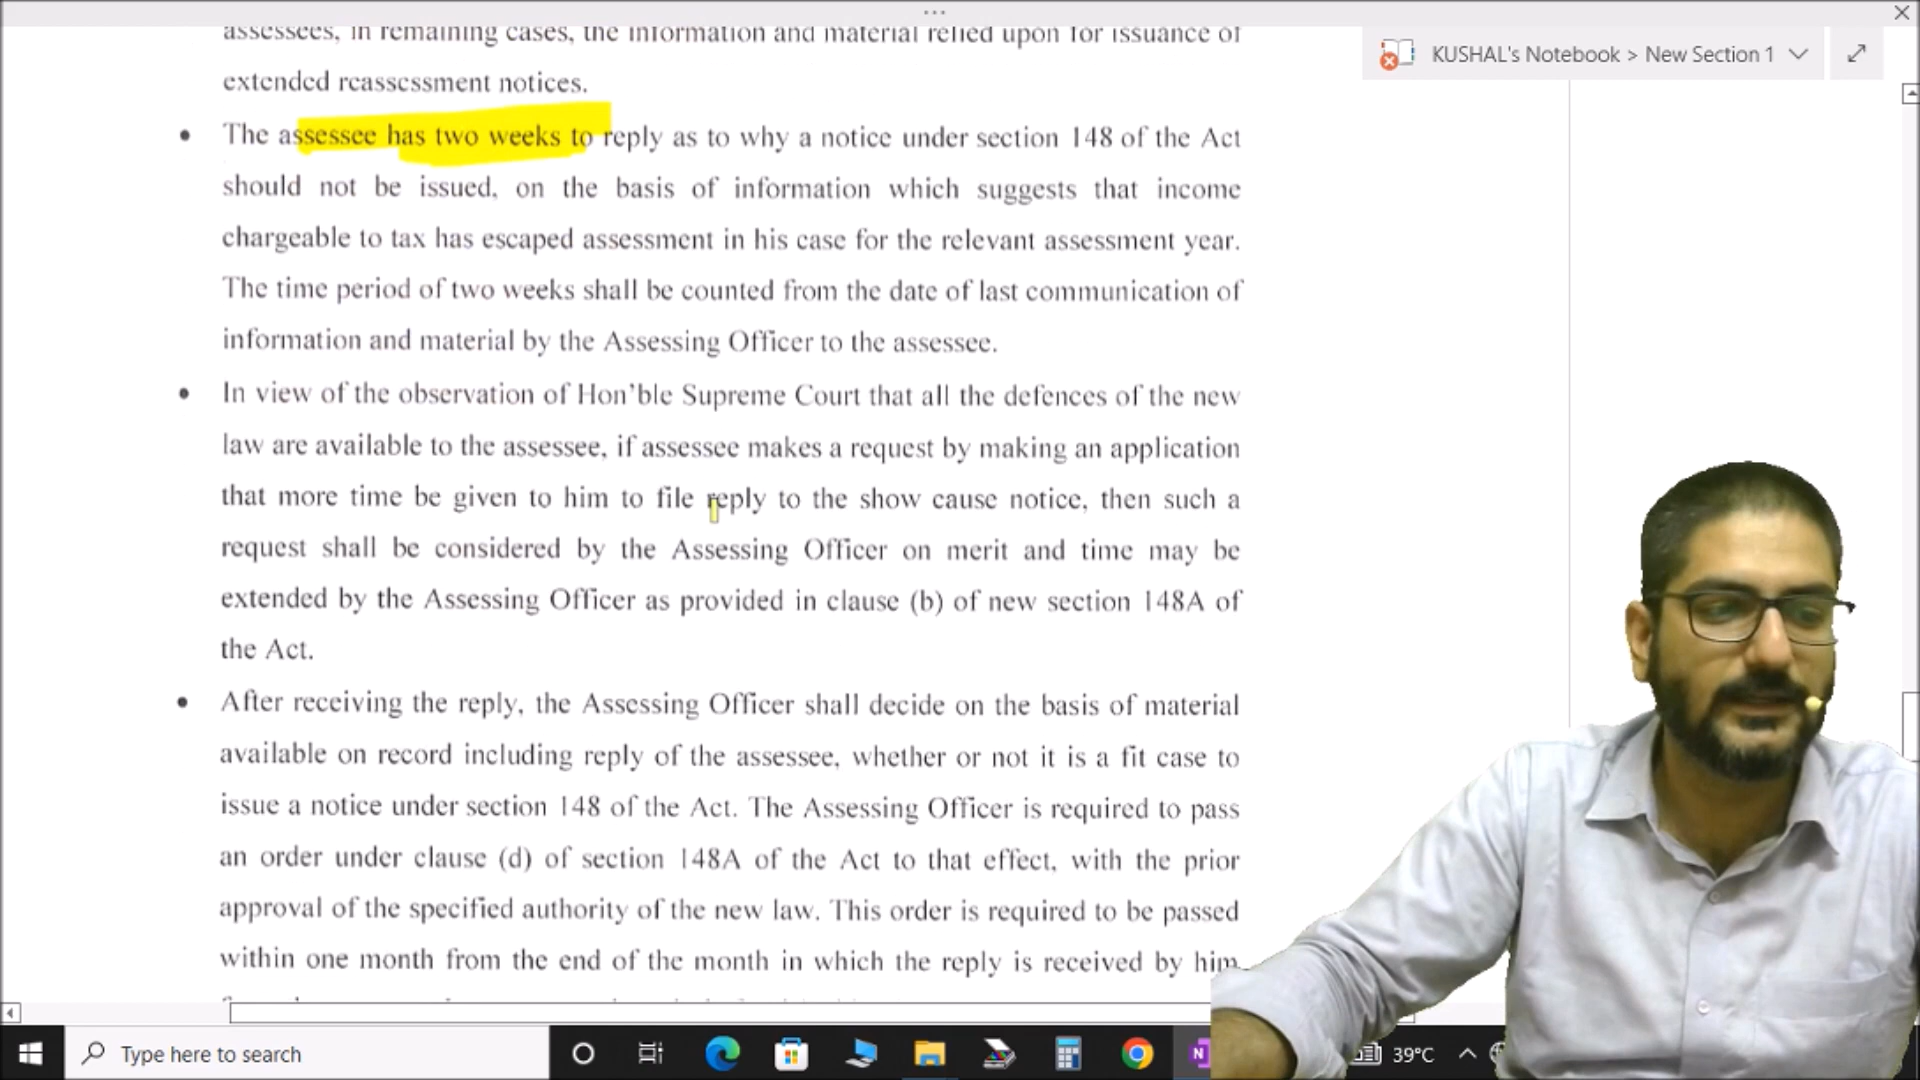 assessees, in remaining cases, the information and material relied upon for issuance of
extended reassessment notices.
KUSHAL's Notebook > New Section 1
• The assessee has two weeks to reply as to why a notice under section 148 of the Act
should not be issued, on the basis of information which suggests that income
chargeable to tax has escaped assessment in his case for the relevant assessment year.
The time period of two weeks shall be counted from the date of last communication of
information and material by the Assessing Officer to the assessee.
• In view of the observation of Hon'ble Supreme Court that all the defences of the new
law are available to the assessee, if assessee makes a request by making an application
that more time be given to him to file reply to the show cause notice, then such a
request shall be considered by the Assessing Officer on merit and time may be
extended by the Assessing Officer as provided in clause (b) of new section 148A of
the Act.
• After receiving the reply, the Assessing Officer shall decide on the basis of material
available on record including reply of the assessee, whether or not it is a fit case to
issue a notice under section 148 of the Act. The Assessing Officer is required to pass
an order under clause (d) of section 148A of the Act to that effect, with the prior
approval of the specified authority of the new law. This order is required to be passed
within one month from the end of the month in which the reply is received by him
Type here to search
N
39°C